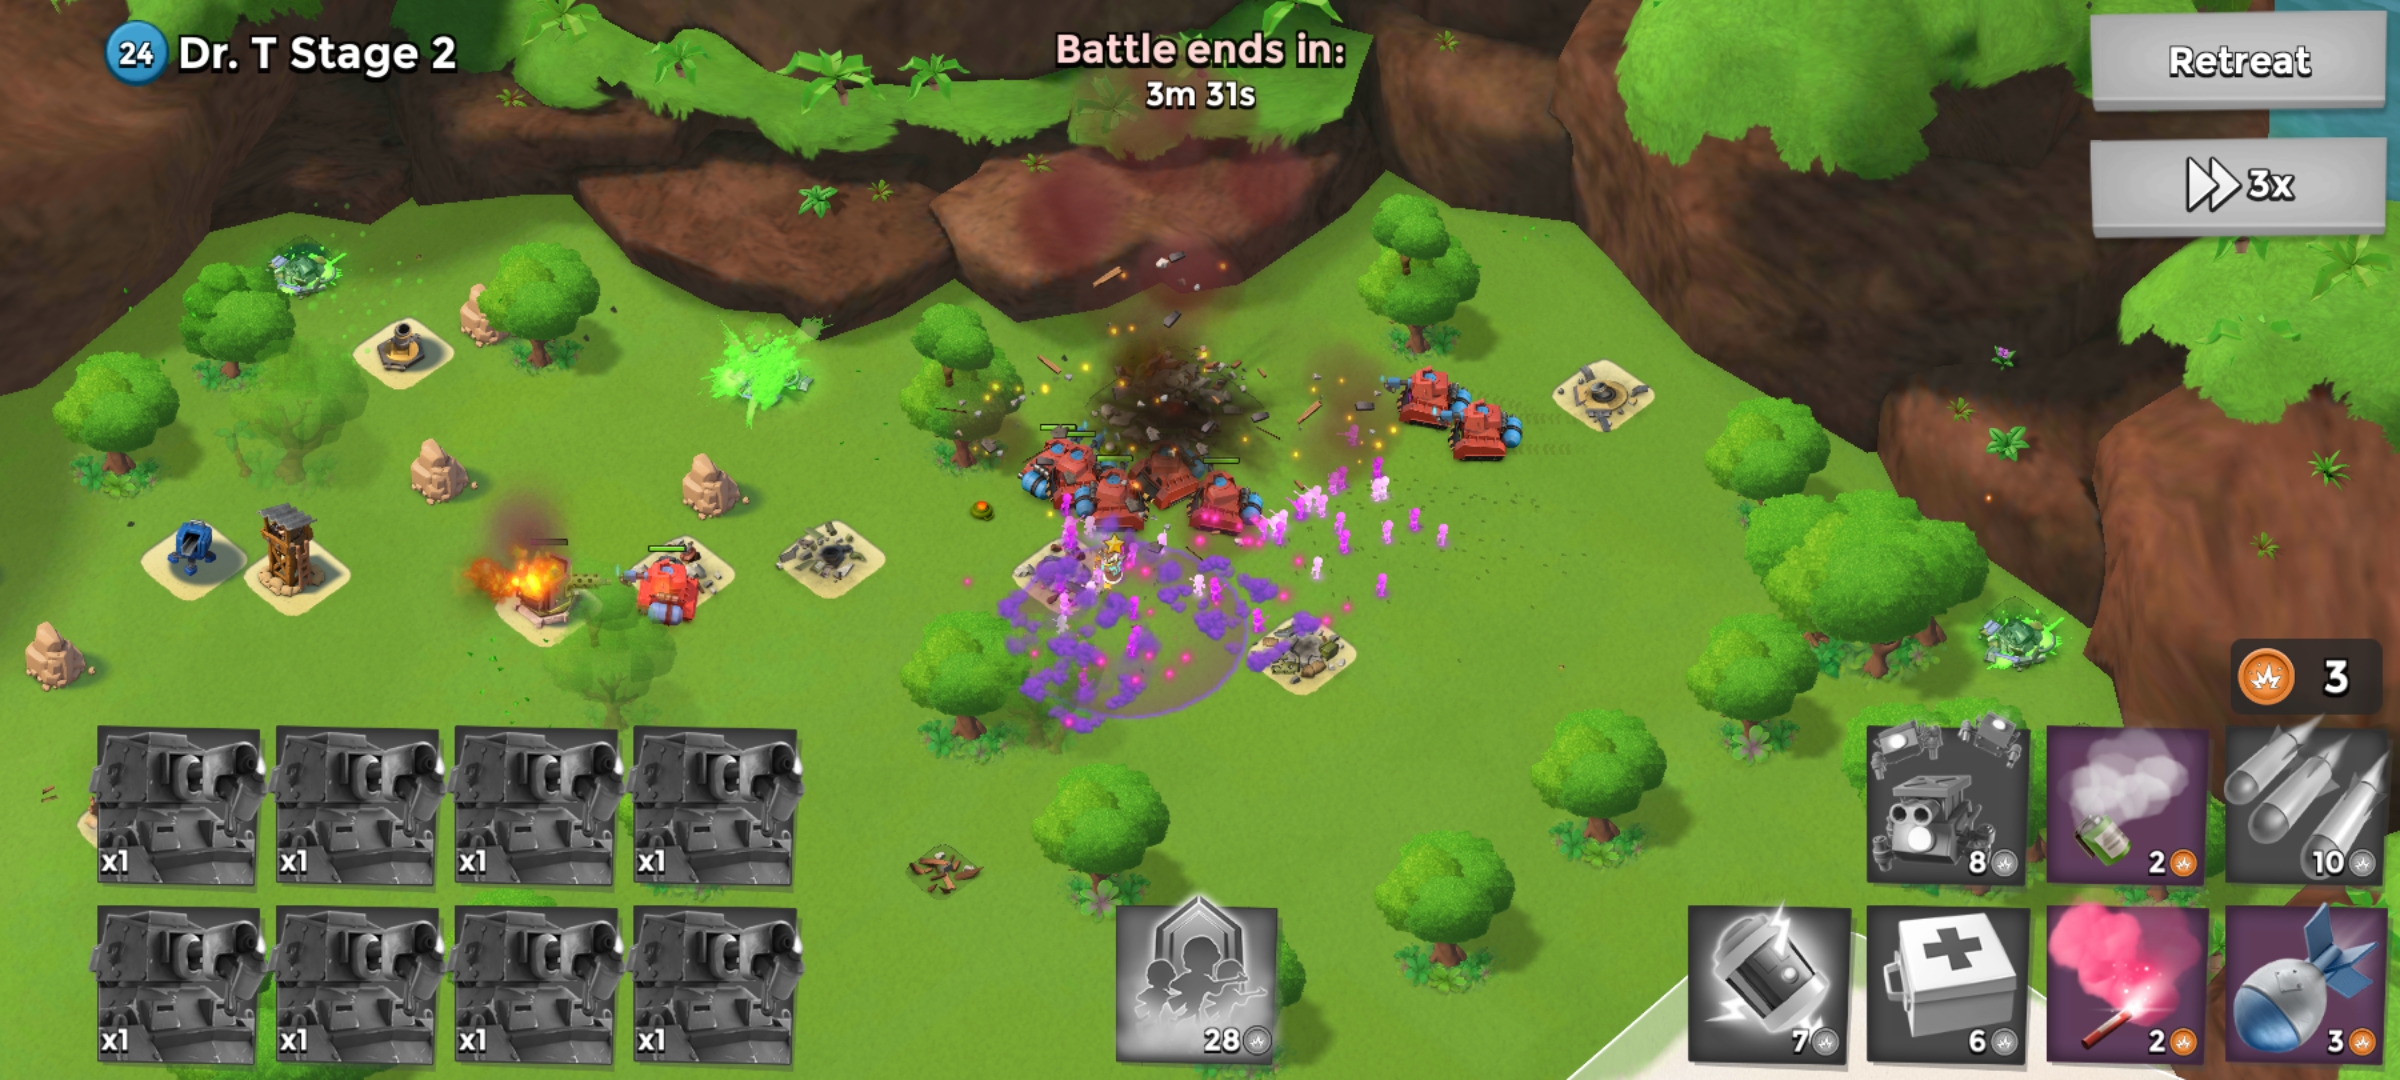 24 Dr. T Stage 2
Battle ends in:
3m 31s
Retreat
3x
3
8
2
10
x1
x1
x1
x1
x1
x1
x1
x1
28
7
6
2
3